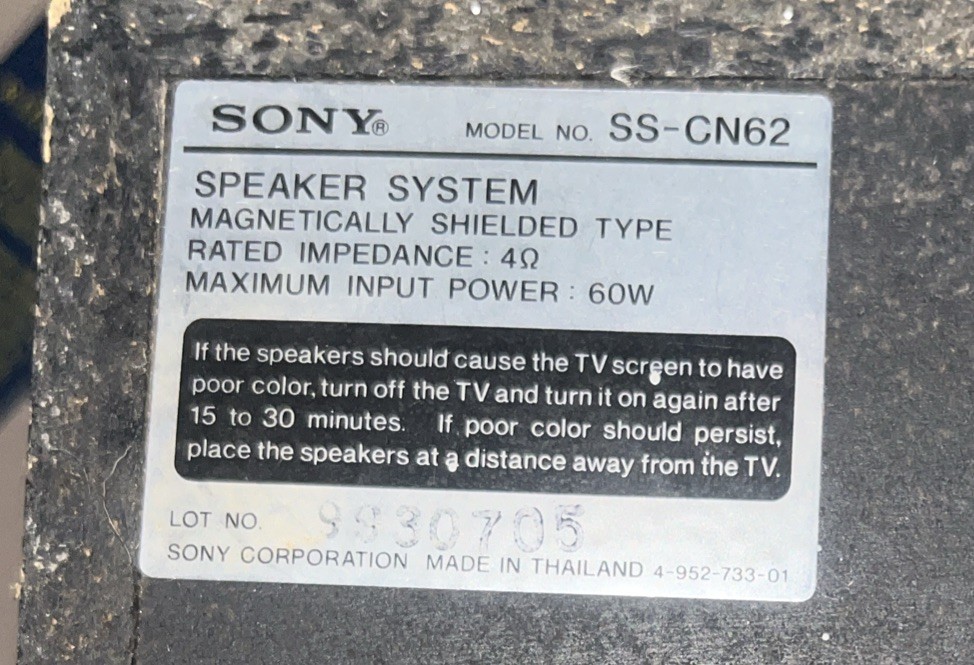 SONY® MODEL NO. SS-CN62
SPEAKER SYSTEM
MAGNETICALLY SHIELDED TYPE
RATED IMPEDANCE : 4Ω
MAXIMUM INPUT POWER : 60W
If the speakers should cause the TV screen to have
poor color, turn off the TV and turn it on again after
15 to 30 minutes. If poor color should persist,
place the speakers at a distance away from the TV.
LOT NO.
SONY CORPORATION MADE IN THAILAND 4-952-733-01